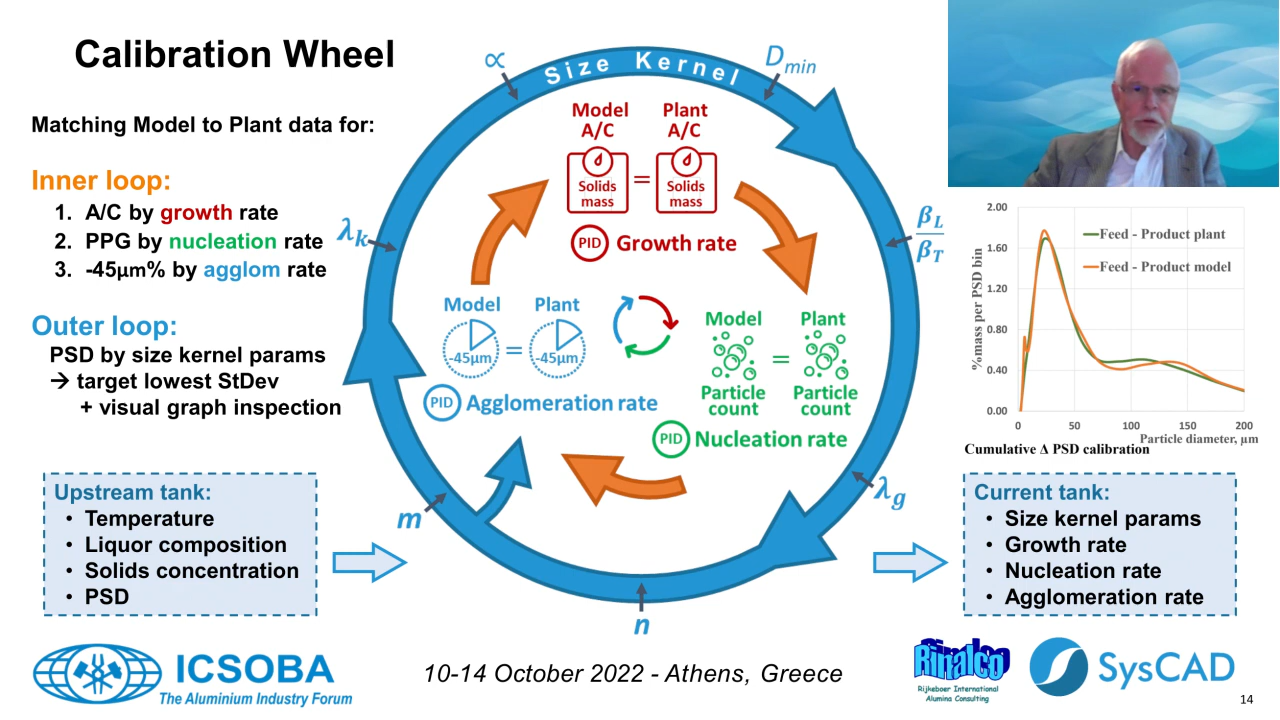 Calibration Wheel
Matching Model to Plant data for:
Inner loop:
1. A/C by growth rate
2. PPG by nucleation rate
3. -45µm% by agglom rate
Outer loop:
PSD by size kernel params
→ target lowest StDev
+ visual graph inspection
Upstream tank:
• Temperature
• Liquor composition
• Solids concentration
• PSD
Size Kernel
∝
D_min
β_L
β_T
λ_g
n
m
λ_k
Model
A/C
Plant
A/C
Solids
mass
=
Solids
mass
PID Growth rate
Model
Plant
-45µm
=
-45µm
PID Agglomeration rate
Model
Plant
=
Particle
count
Particle
count
PID Nucleation rate
%mass per PSD bin
2.00
1.60
1.20
0.80
0.40
0.00
Feed - Product plant
Feed - Product model
0 50 100 150 200
Particle diameter, µm
Cumulative Δ PSD calibration
Current tank:
• Size kernel params
• Growth rate
• Nucleation rate
• Agglomeration rate
ICSOBA
The Aluminium Industry Forum
10-14 October 2022 - Athens, Greece
Rinalco
Rijkeboer International
Alumina Consulting
SysCAD
14